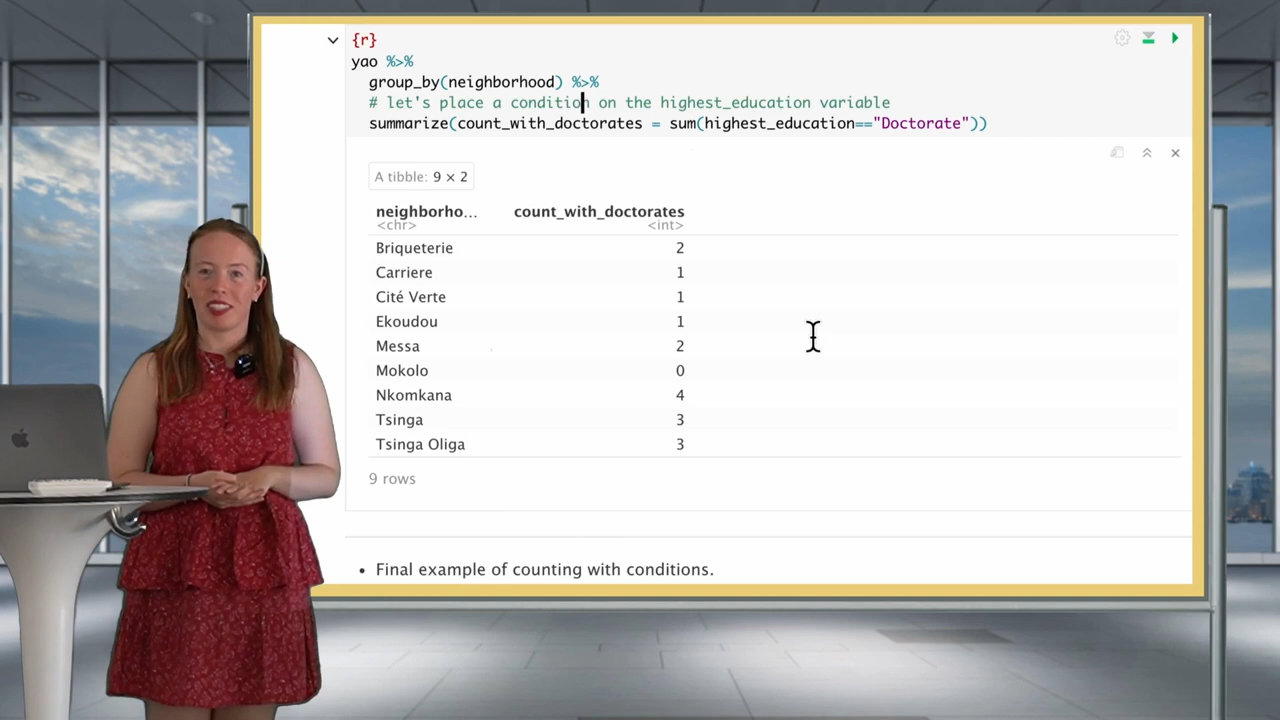 {r}
yao %>%
group_by(neighborhood) %>%
# let's place a condition on the highest_education variable
summarize(count_with_doctorates = sum(highest_education=="Doctorate"))
A tibble: 9 × 2
neighborho... count_with_doctorates
<chr> <int>
Briqueterie 2
Carriere 1
Cité Verte 1
Ekoudou 1
Messa 2
Mokolo 0
Nkomkana 4
Tsinga 3
Tsinga Oliga 3
9 rows
• Final example of counting with conditions.